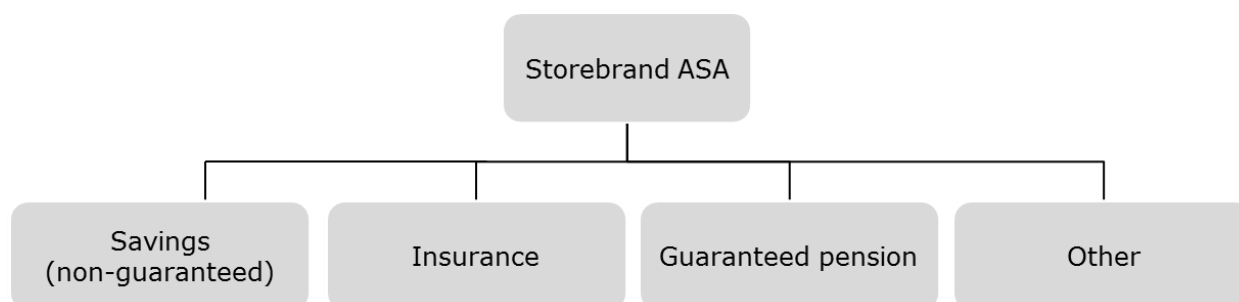 Storebrand ASA
Savings
(non-guaranteed)
Insurance
Guaranteed pension
Other